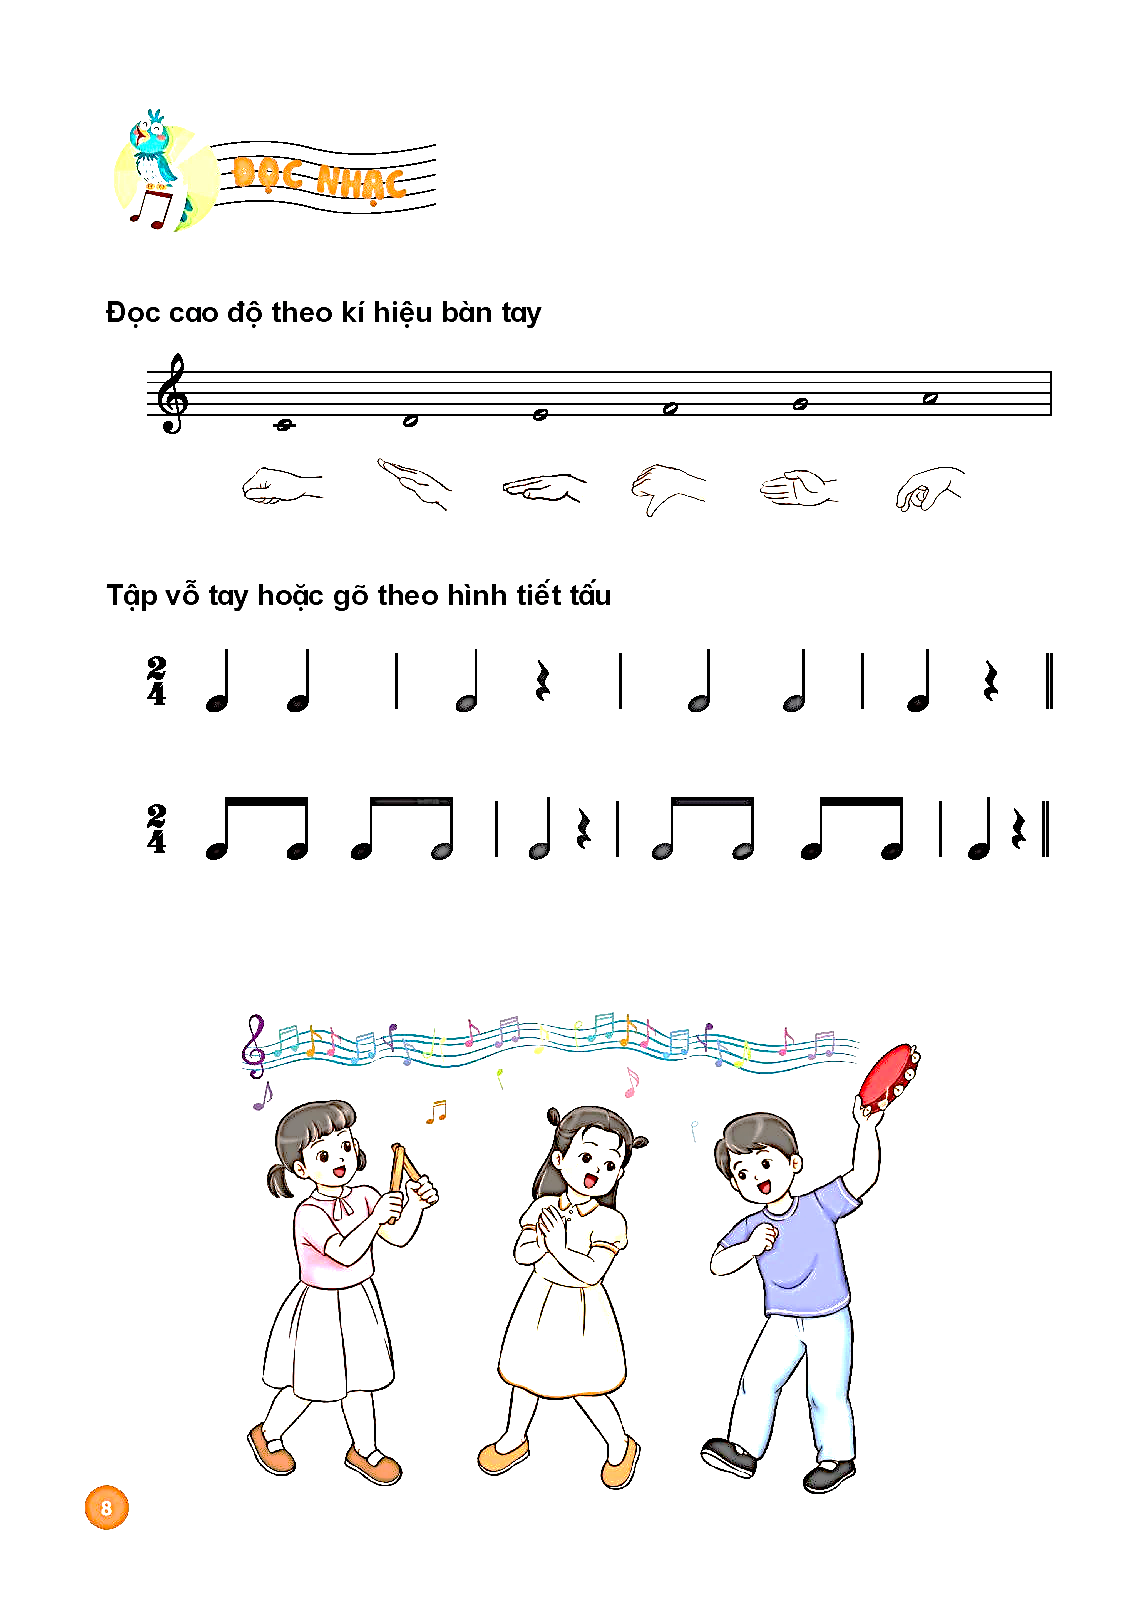 ĐỌC NHẠC
Đọc cao độ theo kí hiệu bàn tay
Tập vỗ tay hoặc gõ theo hình tiết tấu
2
4
2
4
8